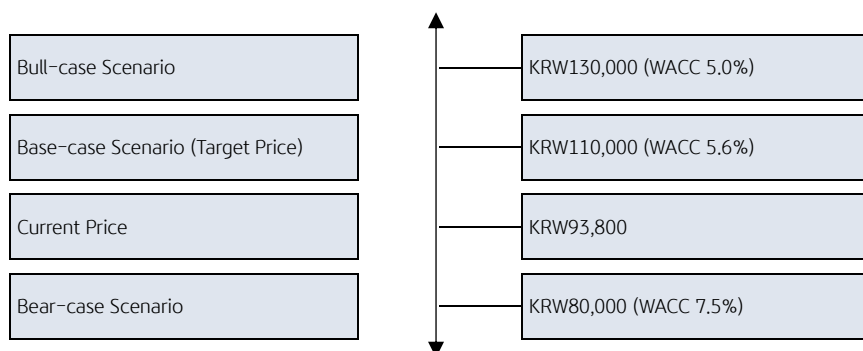 Bull-case Scenario
KRW130,000 (WACC 5.0%)
Base-case Scenario (Target Price)
KRW110,000 (WACC 5.6%)
Current Price
KRW93,800
Bear-case Scenario
KRW80,000 (WACC 7.5%)